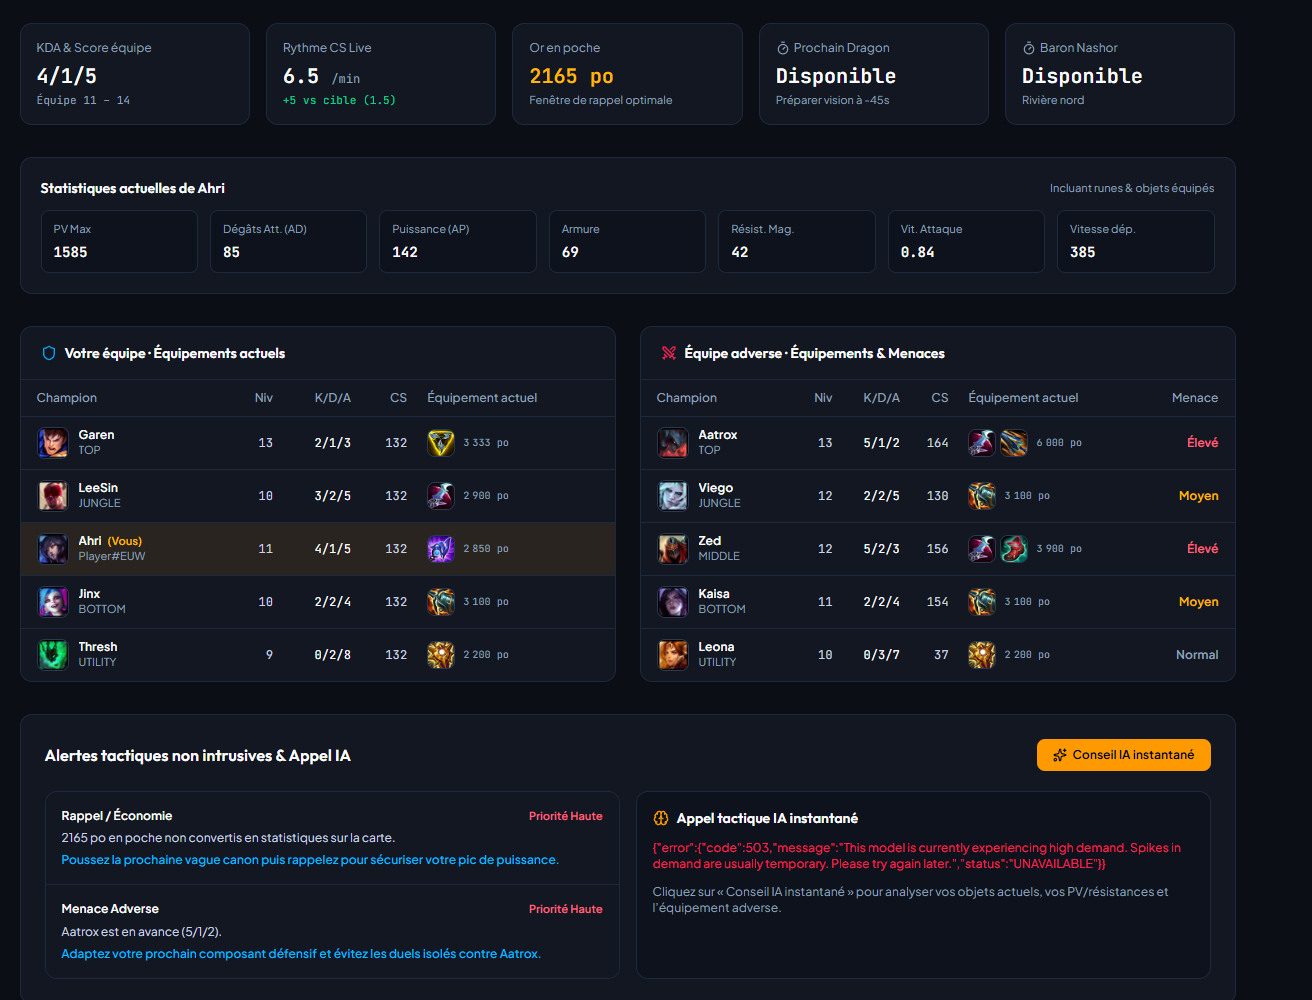 KDA & Score équipe
4/1/5
Équipe 11 – 14
Rythme CS Live
6.5 /min
+5 vs cible (1.5)
Or en poche
2165 po
Fenêtre de rappel optimale
Prochain Dragon
Disponible
Préparer vision à -45s
Baron Nashor
Disponible
Rivière nord
Statistiques actuelles de Ahri
Incluant runes & objets équipés
PV Max
1585
Dégâts Att. (AD)
85
Puissance (AP)
142
Armure
69
Résist. Mag.
42
Vit. Attaque
0.84
Vitesse dép.
385
Votre équipe · Équipements actuels
Champion Niv K/D/A CS Équipement actuel
Garen
TOP
13 2/1/3 132 3 333 po
LeeSin
JUNGLE
10 3/2/5 132 2 900 po
Ahri (Vous)
Player#EUW
11 4/1/5 132 2 850 po
Jinx
BOTTOM
10 2/2/4 132 3 100 po
Thresh
UTILITY
9 0/2/8 132 2 200 po
Équipe adverse · Équipements & Menaces
Champion Niv K/D/A CS Équipement actuel Menace
Aatrox
TOP
13 5/1/2 164 6 000 po Élevé
Viego
JUNGLE
12 2/2/5 130 3 100 po Moyen
Zed
MIDDLE
12 5/2/3 156 3 900 po Élevé
Kaisa
BOTTOM
11 2/2/4 154 3 100 po Moyen
Leona
UTILITY
10 0/3/7 37 2 200 po Normal
Alertes tactiques non intrusives & Appel IA
Conseil IA instantané
Rappel / Économie
Priorité Haute
2165 po en poche non convertis en statistiques sur la carte.
Poussez la prochaine vague canon puis rappelez pour sécuriser votre pic de puissance.
Menace Adverse
Priorité Haute
Aatrox est en avance (5/1/2).
Adaptez votre prochain composant défensif et évitez les duels isolés contre Aatrox.
Appel tactique IA instantané
{"error":{"code":503,"message":"This model is currently experiencing high demand. Spikes in
demand are usually temporary. Please try again later.","status":"UNAVAILABLE"}}
Cliquez sur « Conseil IA instantané » pour analyser vos objets actuels, vos PV/résistances et
l'équipement adverse.